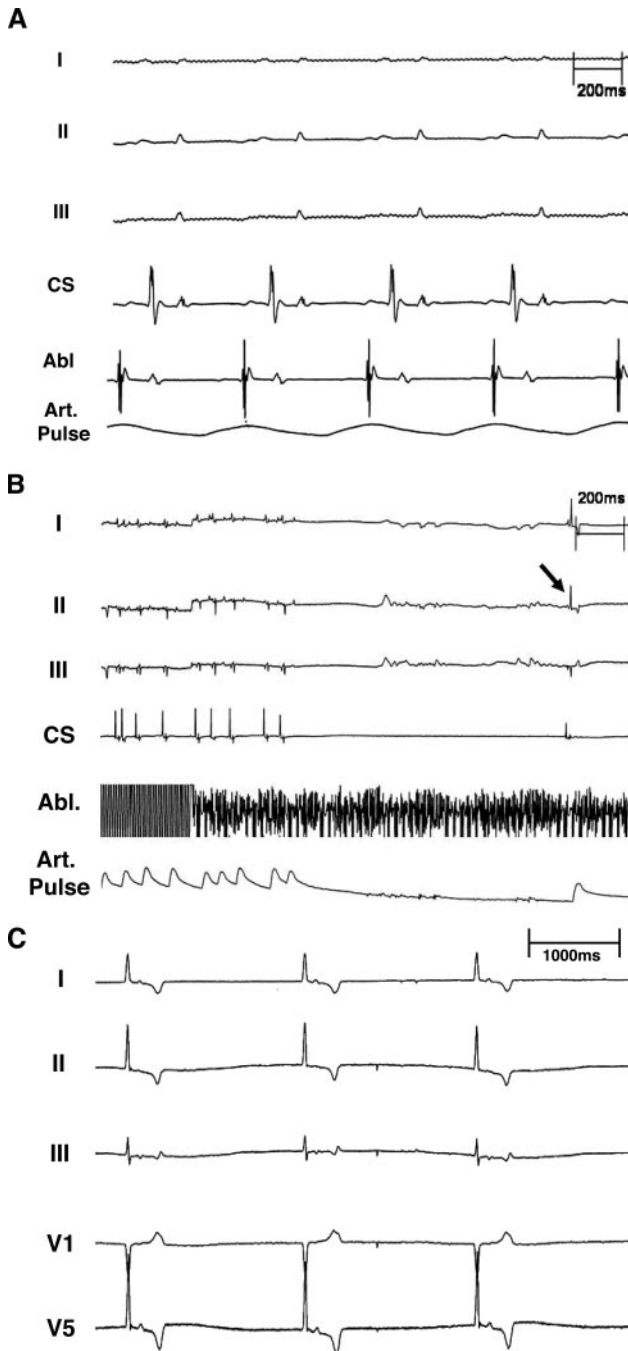 A
I
200ms
II
III
CS
Abl
Art.
Pulse
B
200ms
I
II
III
CS
Abl.
Art.
Pulse
C
1000ms
I
II
III
V1
V5